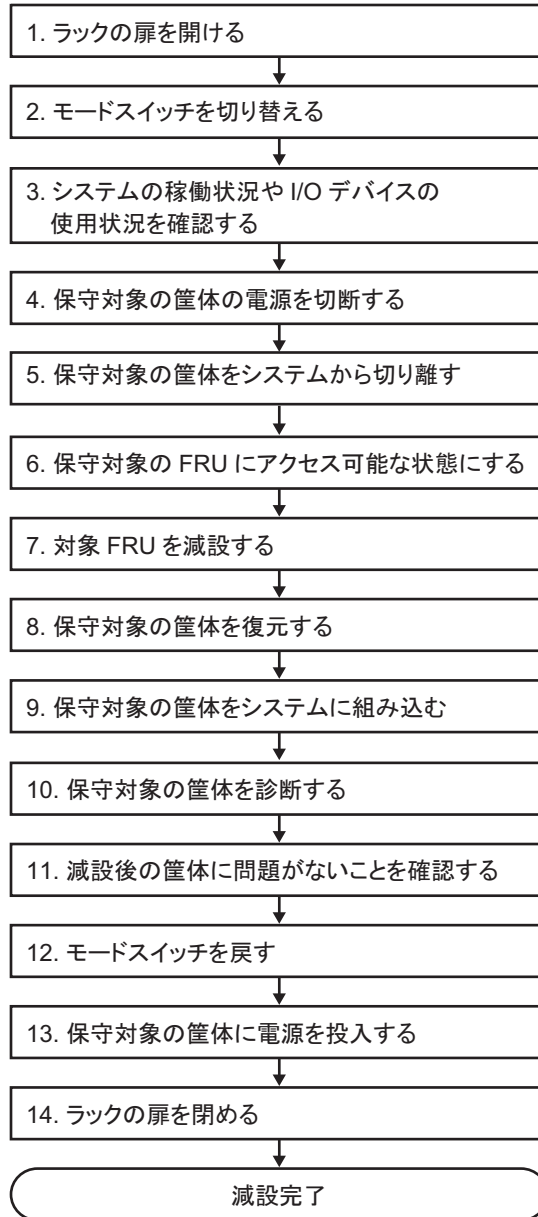 1. ラックの扉を開ける
2. モードスイッチを切り替える
3. システムの稼働状況や I/O デバイスの
使用状況を確認する
4. 保守対象の筐体の電源を切断する
5. 保守対象の筐体をシステムから切り離す
6. 保守対象の FRU にアクセス可能な状態にする
7. 対象 FRU を減設する
8. 保守対象の筐体を復元する
9. 保守対象の筐体をシステムに組み込む
10. 保守対象の筐体を診断する
11. 減設後の筐体に問題がないことを確認する
12. モードスイッチを戻す
13. 保守対象の筐体に電源を投入する
14. ラックの扉を閉める
減設完了